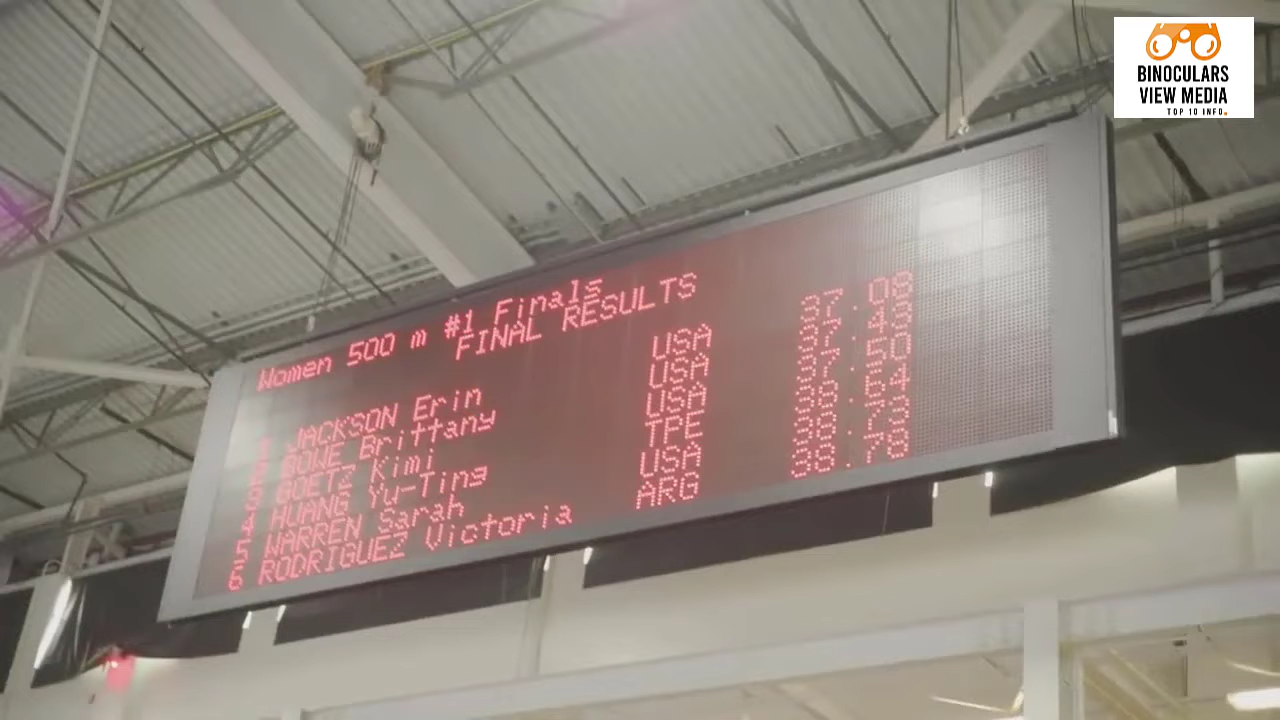 BINOCULARS
VIEW MEDIA
TOP 10 INFO.
Women 500 m #1 Finals
FINAL RESULTS
1 JACKSON Erin USA 37.08
2 BOWE Brittany USA 37.43
3 GOETZ Kimi USA 37.50
4 HUANG Yu-Ting TPE 38.64
5 WARREN Sarah USA 38.73
6 RODRIGUEZ Victoria ARG 38.78